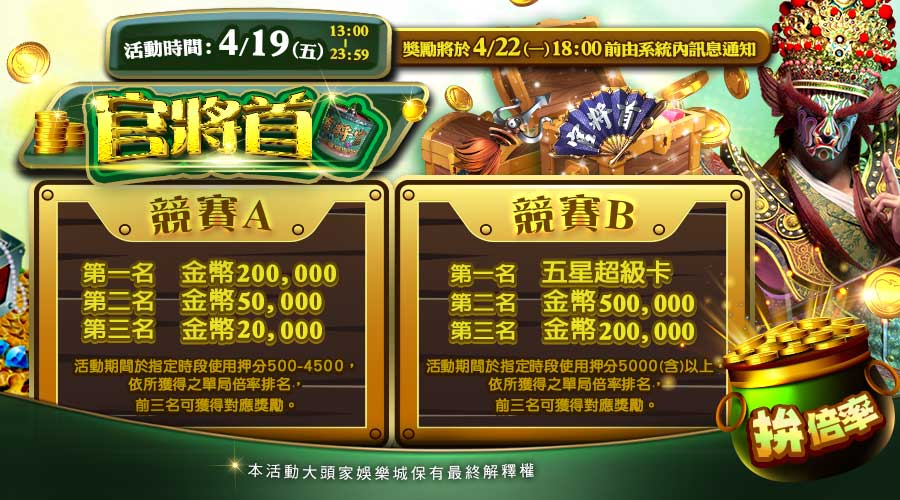 活動時間:4/19(五)13:00-23:59
獎勵將於4/22(一)18:00前由系統內訊息通知
官將首
官將首
競賽A
第一名 金幣200,000
第二名 金幣50,000
第三名 金幣20,000
活動期間於指定時段使用押分500-4500,
依所獲得之單局倍率排名,
前三名可獲得對應獎勵。
競賽B
第一名 五星超級卡
第二名 金幣500,000
第三名 金幣200,000
活動期間於指定時段使用押分5000(含)以上,
依所獲得之單局倍率排名,
前三名可獲得對應獎勵。
拚倍率
本活動大頭家娛樂城保有最終解釋權